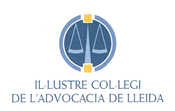 IL·LUSTRE COL·LEGI
DE L'ADVOCACIA DE LLEIDA